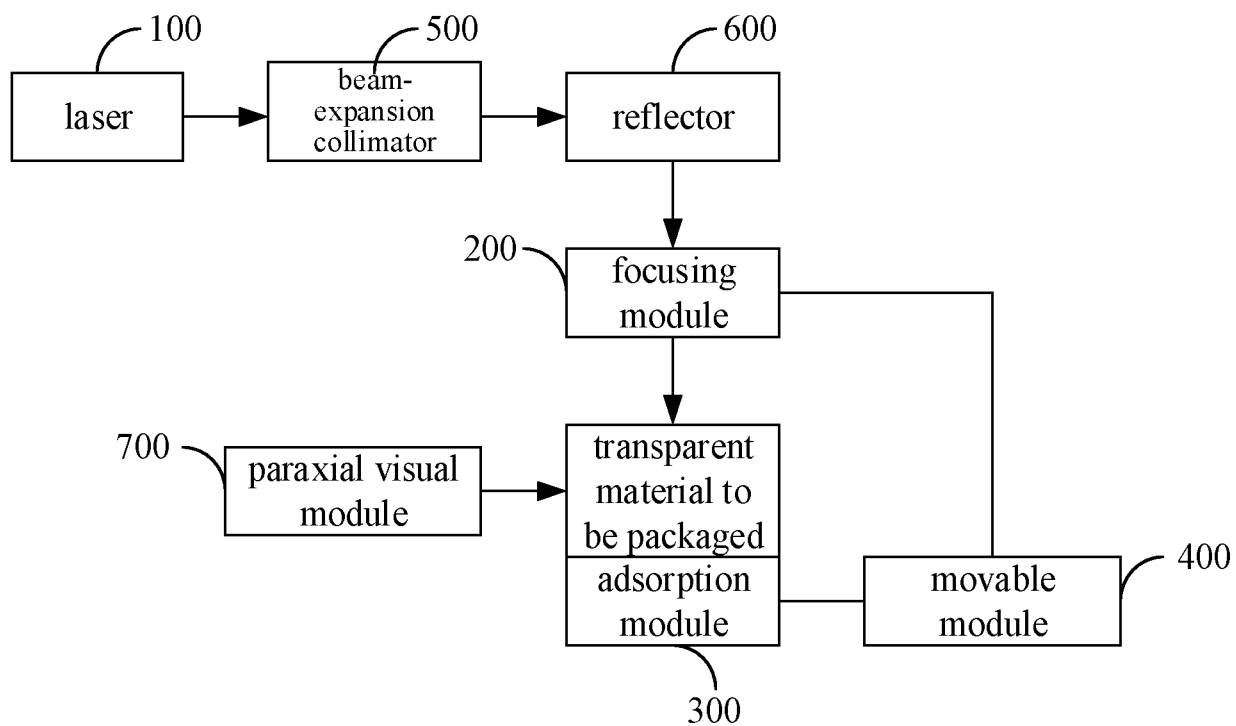 100
500
600
laser
beam-
expansion
collimator
reflector
200
focusing
module
700
paraxial visual
module
transparent
material to
be packaged
adsorption
module
movable
module
400
300